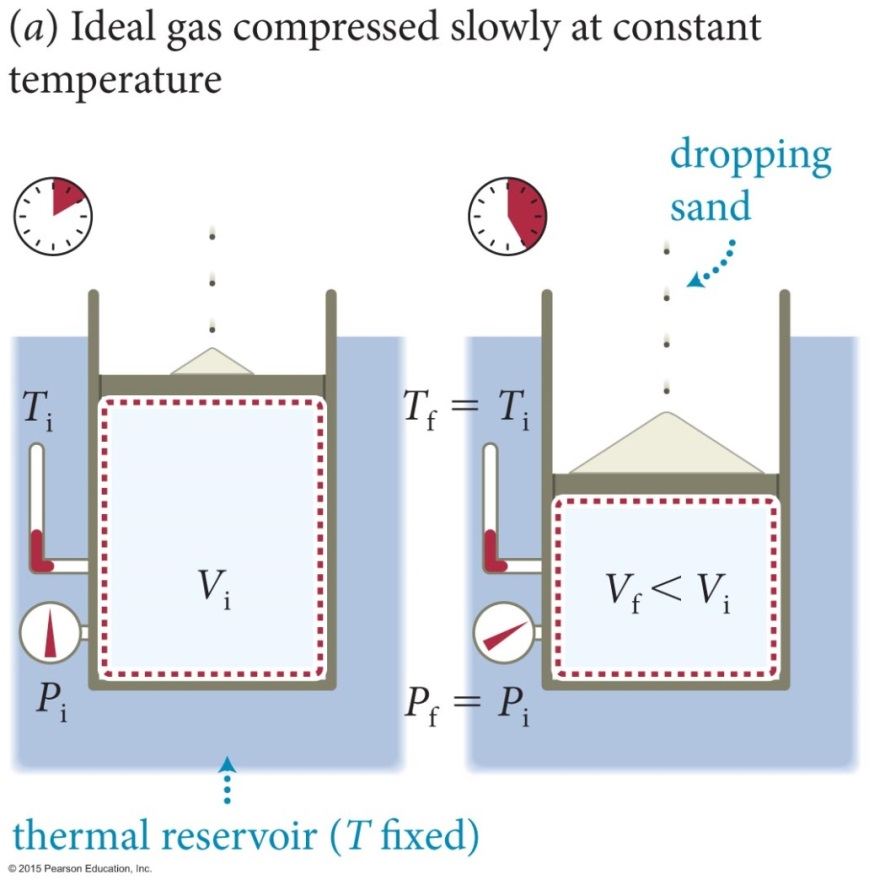 (a) Ideal gas compressed slowly at constant
temperature
dropping
sand
Ti
Vi
Pi
Tf = Ti
Vf < Vi
Pf = Pi
thermal reservoir (T fixed)
© 2015 Pearson Education, Inc.